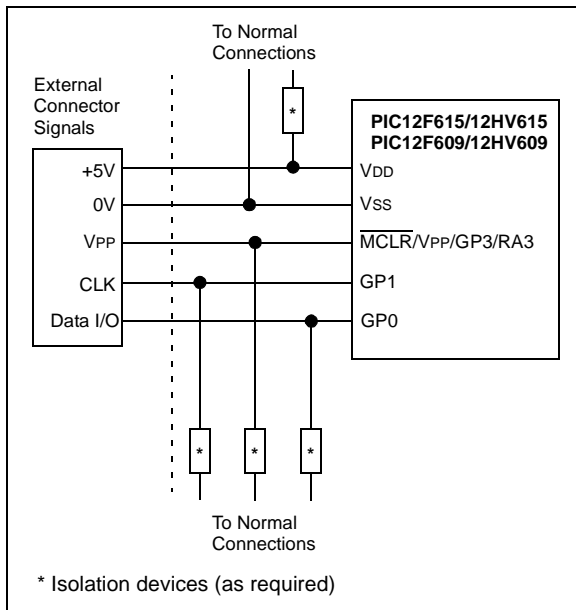 To Normal
Connections
External
Connector
Signals
*
PIC12F615/12HV615
PIC12F609/12HV609
+5V
VDD
0V
VSS
VPP
MCLR/VPP/GP3/RA3
CLK
GP1
Data I/O
GP0
* * *
To Normal
Connections
* Isolation devices (as required)